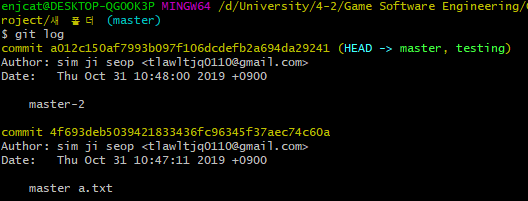 enjcat@DESKTOP-QGOOK3P MINGW64 /d/University/4-2/Game Software Engineering/
roject/새 폴더 (master)
$ git log
commit a012c150af7993b097f106dcdefb2a694da29241 (HEAD -> master, testing)
Author: sim ji seop <tlawltjq0110@gmail.com>
Date:   Thu Oct 31 10:48:00 2019 +0900
master-2
commit 4f693deb5039421833436fc96345f37aec74c60a
Author: sim ji seop <tlawltjq0110@gmail.com>
Date:   Thu Oct 31 10:47:11 2019 +0900
master a.txt